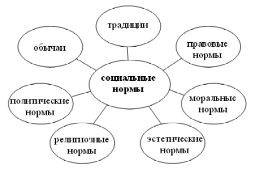 традиции
обычаи
правовые
нормы
социальные
нормы
политические
нормы
моральные
нормы
религиозные
нормы
эстетические
нормы